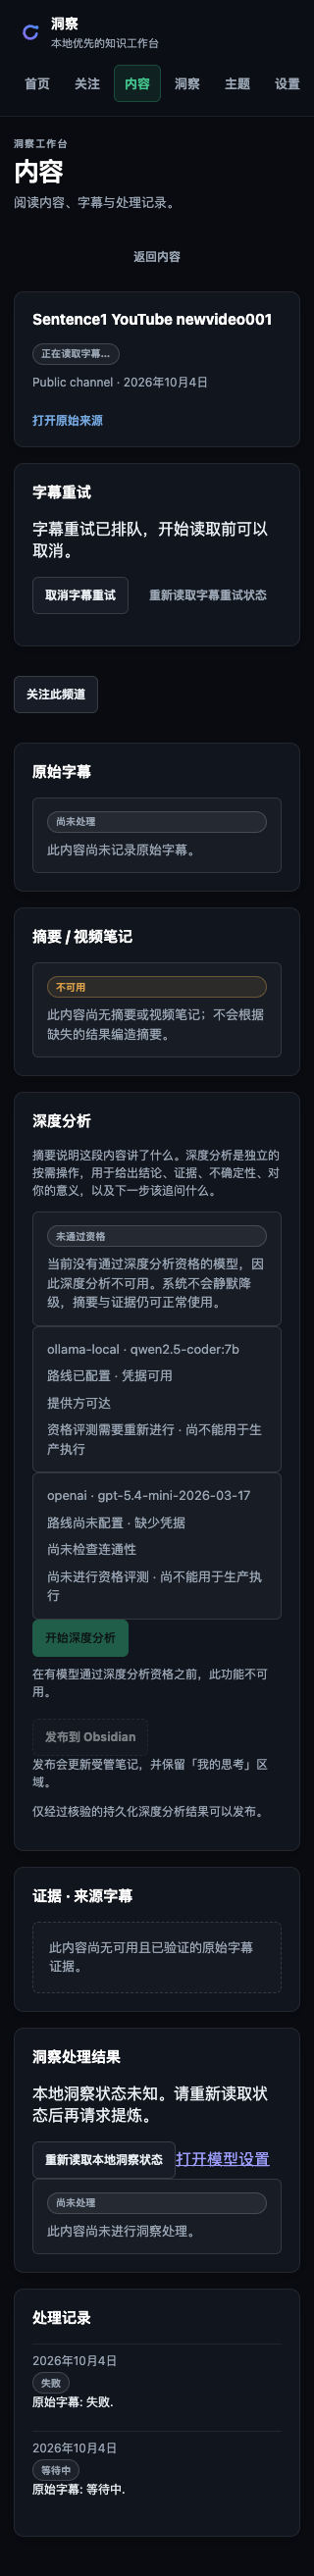 洞察
本地优先的知识工作台
首页 关注 内容 洞察 主题 设置
洞察工作台
内容
阅读内容、字幕与处理记录。
返回内容
Sentence1 YouTube newvideo001
正在读取字幕…
Public channel · 2026年10月4日
打开原始来源
字幕重试
字幕重试已排队，开始读取前可以
取消。
取消字幕重试 重新读取字幕重试状态
关注此频道
原始字幕
尚未处理
此内容尚未记录原始字幕。
摘要 / 视频笔记
不可用
此内容尚无摘要或视频笔记；不会根据
缺失的结果编造摘要。
深度分析
摘要说明这段内容讲了什么。深度分析是独立的
按需操作，用于给出结论、证据、不确定性、对
你的意义，以及下一步该追问什么。
未通过资格
当前没有通过深度分析资格的模型，因
此深度分析不可用。系统不会静默降
级，摘要与证据仍可正常使用。
ollama-local · qwen2.5-coder:7b
路线已配置 · 凭据可用
提供方可达
资格评测需要重新进行 · 尚不能用于生
产执行
openai · gpt-5.4-mini-2026-03-17
路线尚未配置 · 缺少凭据
尚未检查连通性
尚未进行资格评测 · 尚不能用于生产执
行
开始深度分析
在有模型通过深度分析资格之前，此功能不可
用。
发布到 Obsidian
发布会更新受管笔记，并保留「我的思考」区
域。
仅经过核验的持久化深度分析结果可以发布。
证据 · 来源字幕
此内容尚无可用且已验证的原始字幕
证据。
洞察处理结果
本地洞察状态未知。请重新读取状
态后再请求提炼。
重新读取本地洞察状态 打开模型设置
尚未处理
此内容尚未进行洞察处理。
处理记录
2026年10月4日
失败
原始字幕: 失败.
2026年10月4日
等待中
原始字幕: 等待中.